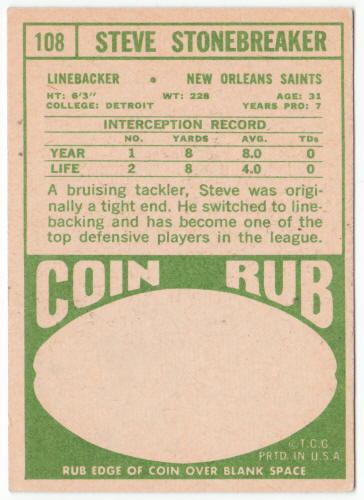 108 STEVE STONEBREAKER
LINEBACKER • NEW ORLEANS SAINTS
HT: 6'3" WT: 228 AGE: 31
COLLEGE: DETROIT YEARS PRO: 7
INTERCEPTION RECORD
NO. YARDS AVG. TDs
YEAR 1 8 8.0 0
LIFE 2 8 4.0 0
A bruising tackler, Steve was origi-
nally a tight end. He switched to line-
backing and has become one of the
top defensive players in the league.
COIN RUB
© T.C.G.
PRTD. IN U.S.A.
RUB EDGE OF COIN OVER BLANK SPACE